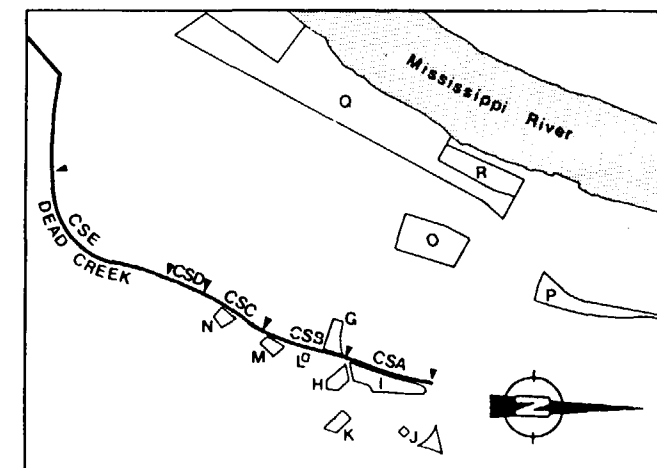 Mississippi River
Q
R
O
P
CSE
DEAD CREEK
CSD
CSC
N
M
CSB
L
G
CSA
H
I
K
J
N